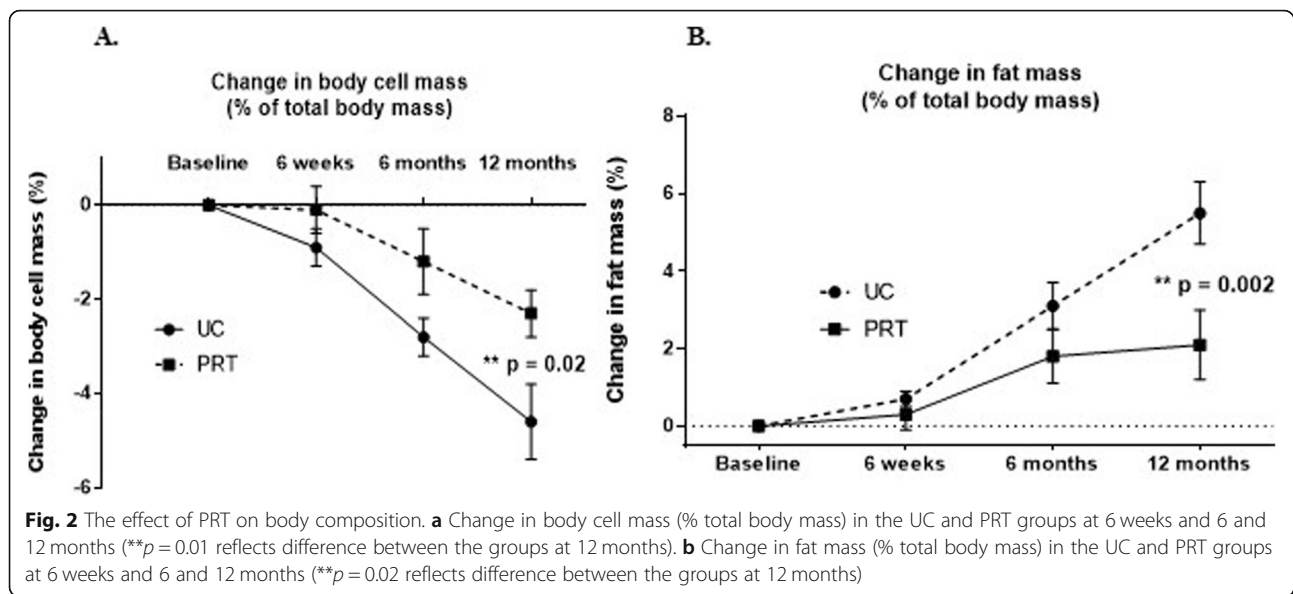 A.
Change in body cell mass
(% of total body mass)
Baseline 6 weeks 6 months 12 months
Change in body cell mass (%)
0
-2
-4
-6
UC
PRT
** p = 0.02
B.
Change in fat mass
(% of total body mass)
Change in fat mass (%)
8
6
4
2
0
UC
PRT
** p = 0.002
Baseline 6 weeks 6 months 12 months
Fig. 2 The effect of PRT on body composition. a Change in body cell mass (% total body mass) in the UC and PRT groups at 6 weeks and 6 and
12 months (**p = 0.01 reflects difference between the groups at 12 months). b Change in fat mass (% total body mass) in the UC and PRT groups
at 6 weeks and 6 and 12 months (**p = 0.02 reflects difference between the groups at 12 months)